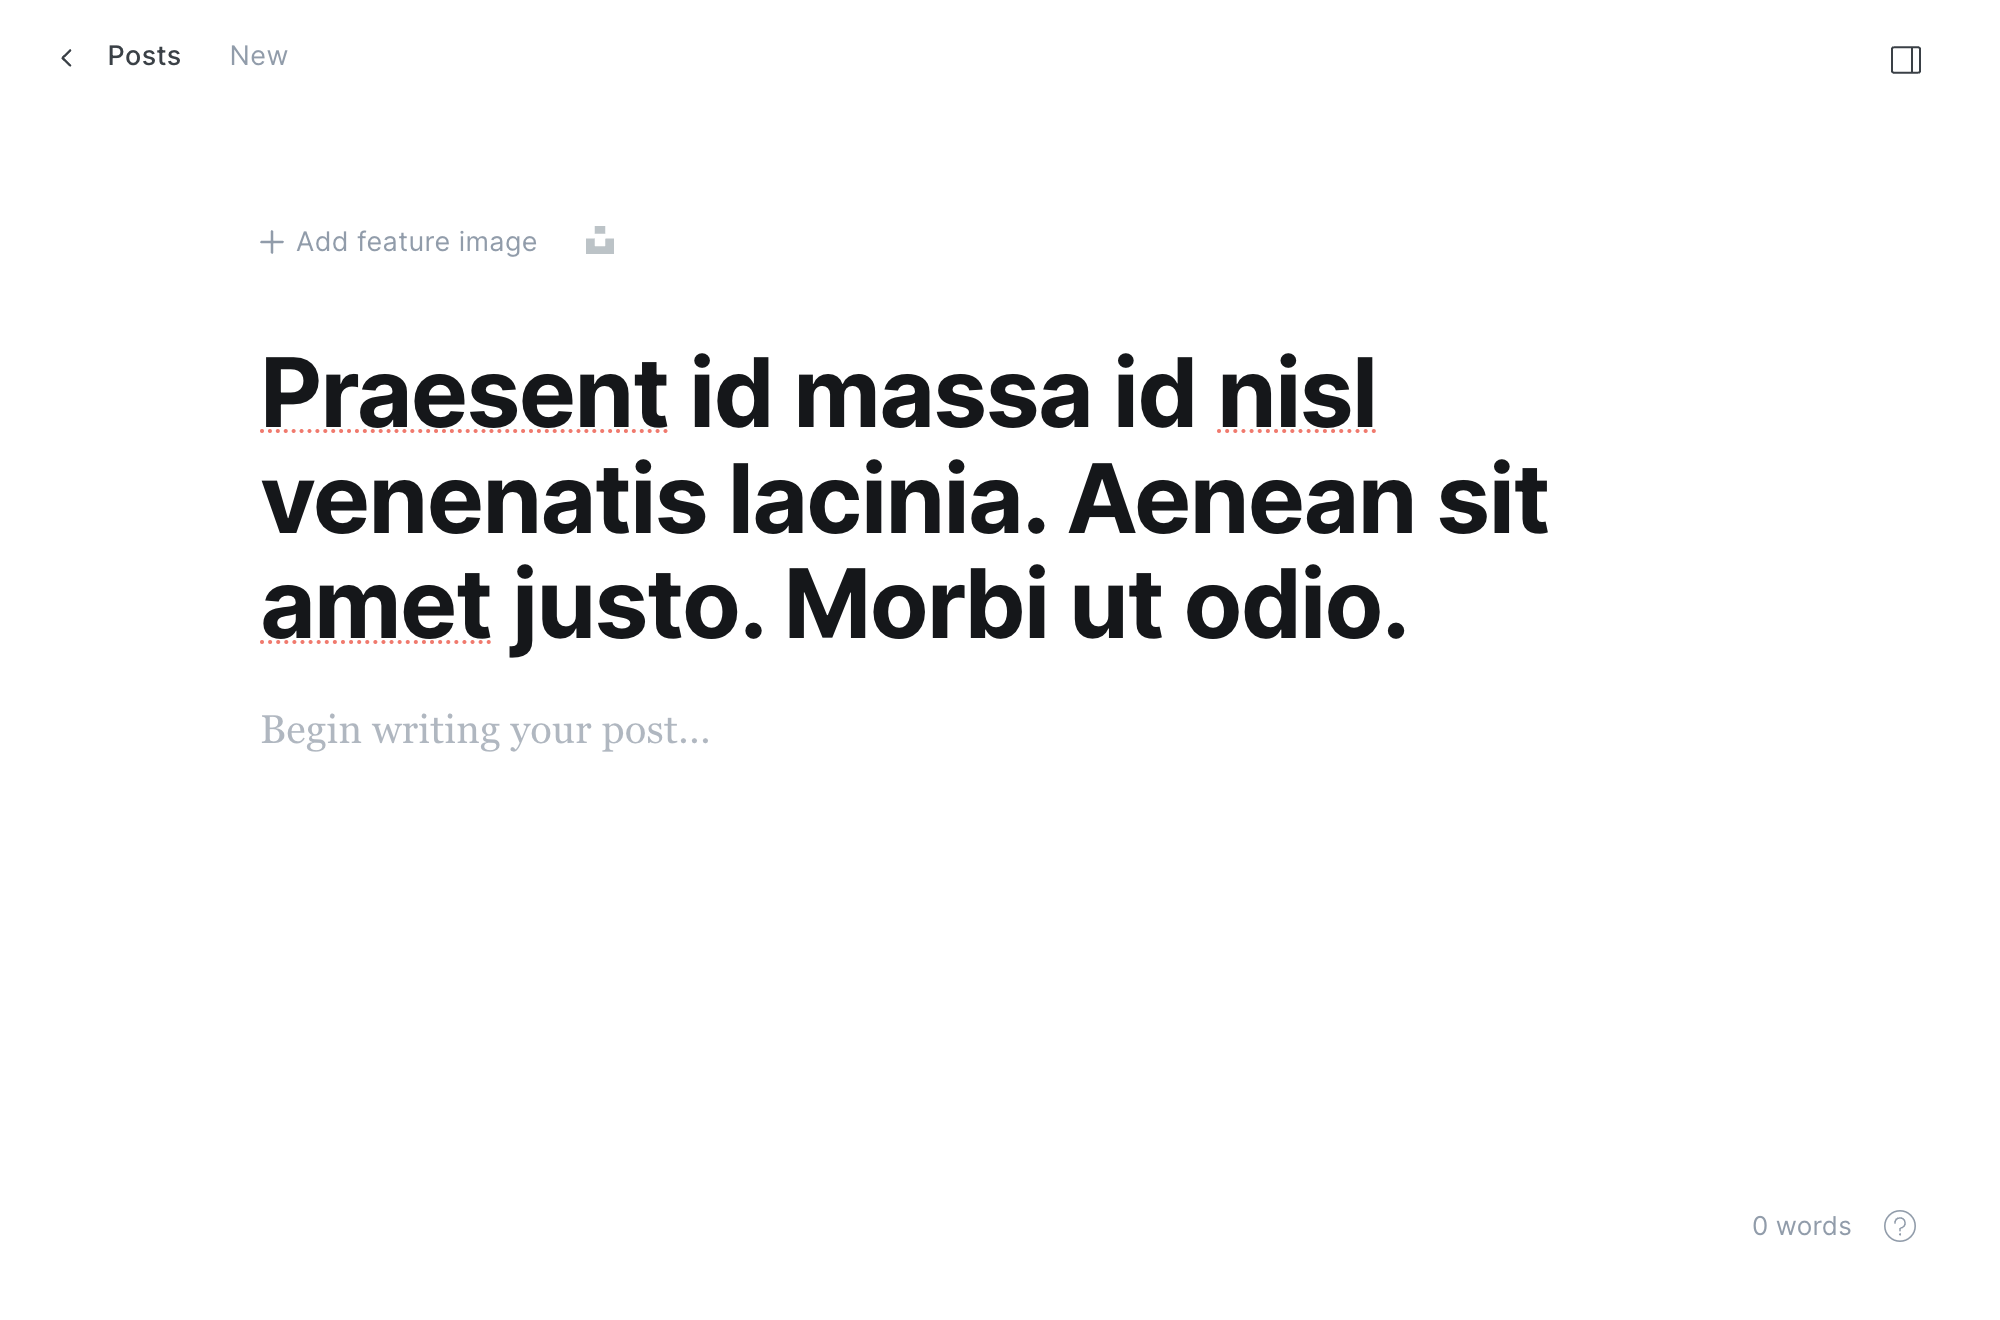 Posts New
+ Add feature image
Praesent id massa id nisl
venenatis lacinia. Aenean sit
amet justo. Morbi ut odio.
Begin writing your post...
0 words ?